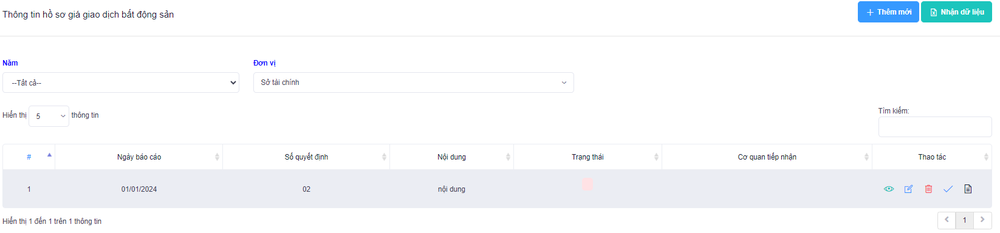 Thông tin hồ sơ giá giao dịch bất động sản
Thêm mới
Nhận dữ liệu
Năm
Đơn vị
--Tất cả--
Sở tài chính
Hiển thị 5 thông tin
Tìm kiếm:
# Ngày báo cáo Số quyết định Nội dung Trạng thái Cơ quan tiếp nhận Thao tác
1 01/01/2024 02 nội dung
Hiển thị 1 đến 1 trên 1 thông tin
1